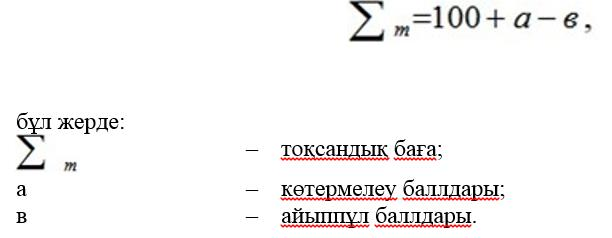 ∑ m=100 + а − в ,
бұл жерде:
∑ m – тоқсандық баға;
а – көтермелеу баллдары;
в – айыппұл баллдары.